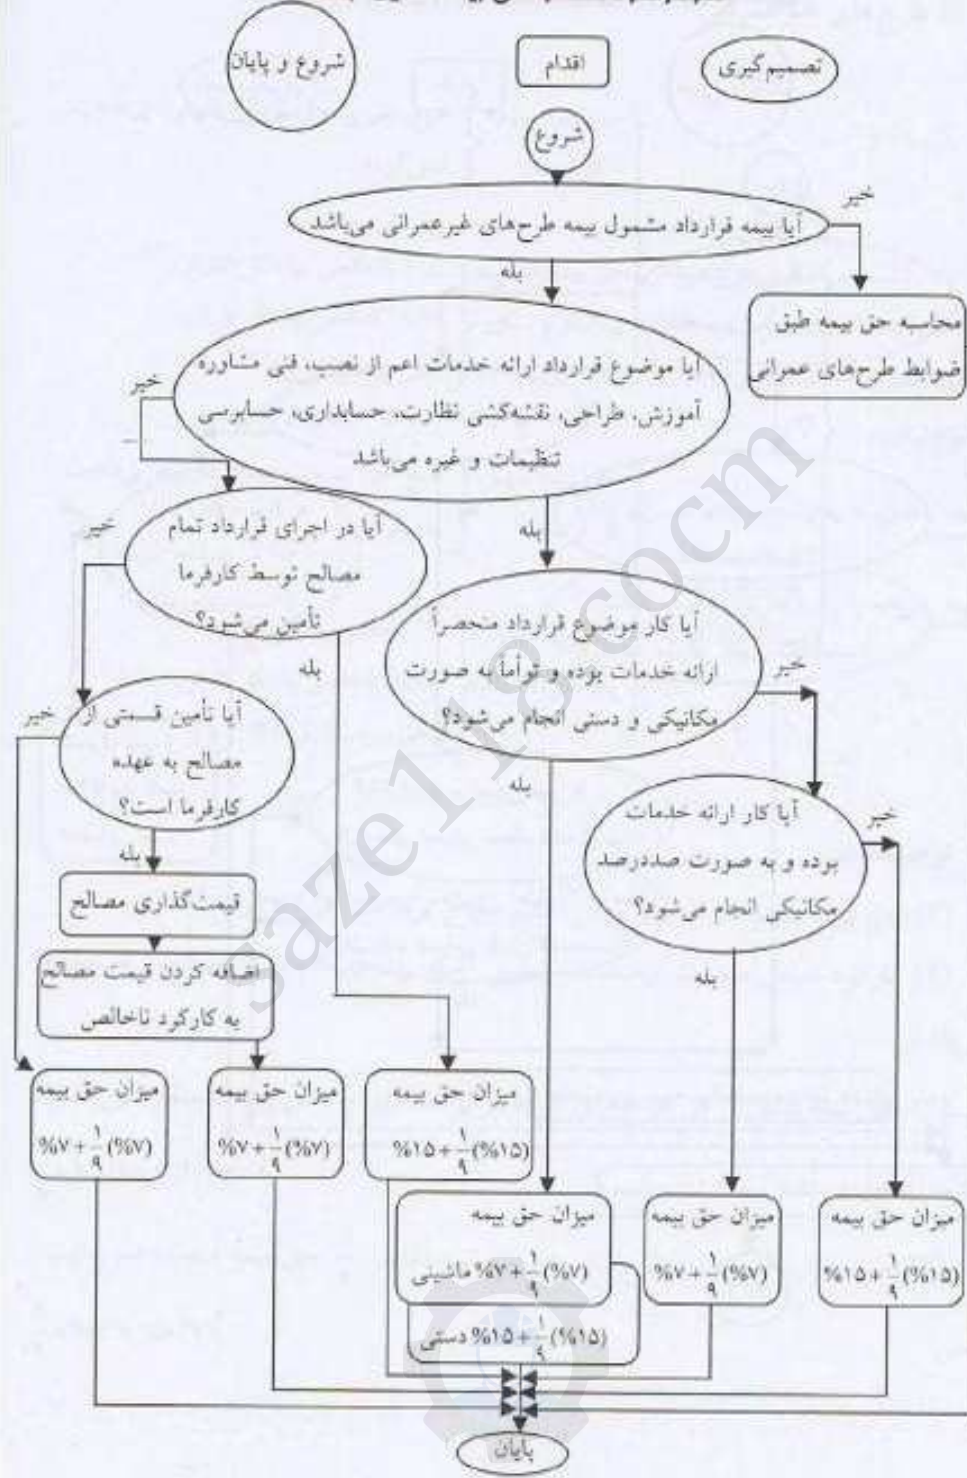 شروع و پایان
اقدام
تصمیم گیری
شروع
آیا بیمه قرارداد مشمول بیمه طرح‌های غیرعمرانی می‌باشد
خیر
بله
محاسبه حق بیمه طبق
ضوابط طرح‌های عمرانی
آیا موضوع قرارداد ارائه خدمات اعم از نصب، فنی مشاوره
آموزش، طراحی، نقشه‌کشی نظارت، حسابداری، حسابرسی
تنظیمات و غیره می‌باشد
خیر
بله
آیا در اجرای قرارداد تمام
مصالح توسط کارفرما
تأمین می‌شود؟
خیر
بله
آیا کار موضوع قرارداد منحصراً
ارائه خدمات بوده و توأماً به صورت
مکانیکی و دستی انجام می‌شود؟
خیر
بله
آیا تأمین قسمتی از
مصالح به عهده
کارفرما است؟
خیر
بله
آیا کار ارائه خدمات
بوده و به صورت صددرصد
مکانیکی انجام می‌شود؟
خیر
بله
قیمت‌گذاری مصالح
اضافه کردن قیمت مصالح
به کارکرد ناخالص
میزان حق بیمه
%۷+۱/۹(%۷)
میزان حق بیمه
%۷+۱/۹(%۷)
میزان حق بیمه
%۱۵+۱/۹(%۱۵)
میزان حق بیمه
%۷+۱/۹(%۷) ماشینی
%۱۵+۱/۹(%۱۵) دستی
میزان حق بیمه
%۷+۱/۹(%۷)
میزان حق بیمه
%۱۵+۱/۹(%۱۵)
پایان
saze118.cocm